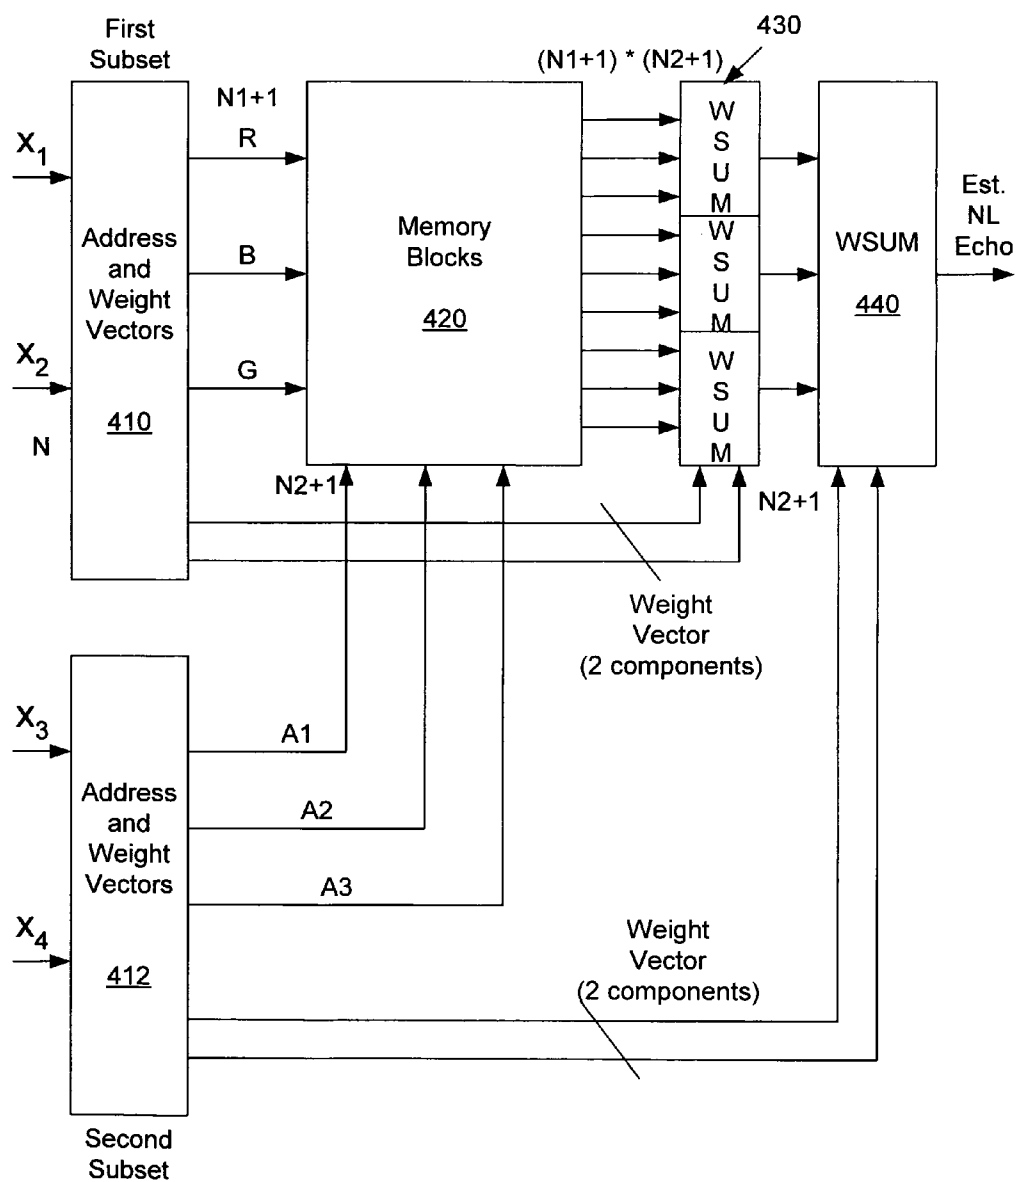 First
Subset
430
(N1+1) * (N2+1)
N1+1
X1
R
W
S
U
M
Address
and
Weight
Vectors
410
B
Memory
Blocks
420
W
S
U
M
WSUM
440
Est.
NL
Echo
X2
G
W
S
U
M
N
N2+1
N2+1
Weight
Vector
(2 components)
X3
A1
Address
and
Weight
Vectors
412
A2
A3
X4
Weight
Vector
(2 components)
Second
Subset